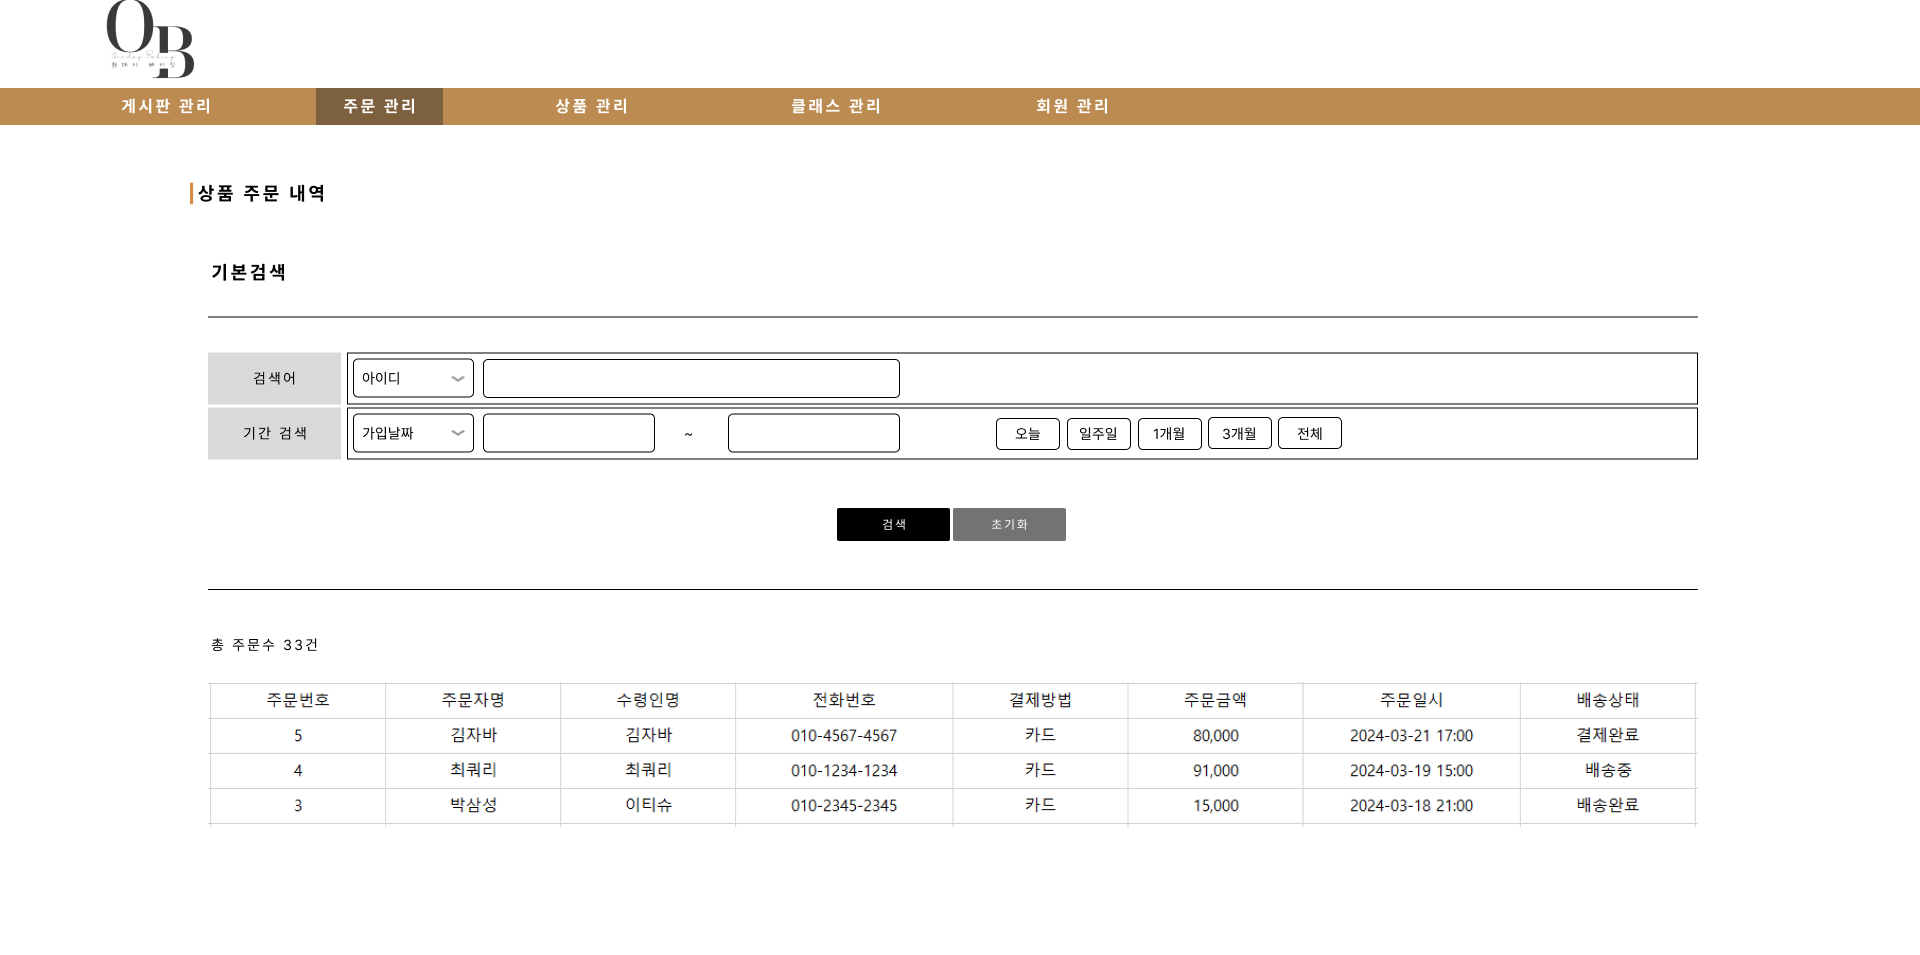 OB
원데이 베이킹
게시판 관리 주문 관리 상품 관리 클래스 관리 회원 관리
상품 주문 내역
기본검색
검색어 아이디
기간 검색 가입날짜 ~ 오늘 일주일 1개월 3개월 전체
검색 초기화
총 주문수 33건
주문번호 주문자명 수령인명 전화번호 결제방법 주문금액 주문일시 배송상태
5 김자바 김자바 010-4567-4567 카드 80,000 2024-03-21 17:00 결제완료
4 최쿼리 최쿼리 010-1234-1234 카드 91,000 2024-03-19 15:00 배송중
3 박삼성 이티슈 010-2345-2345 카드 15,000 2024-03-18 21:00 배송완료